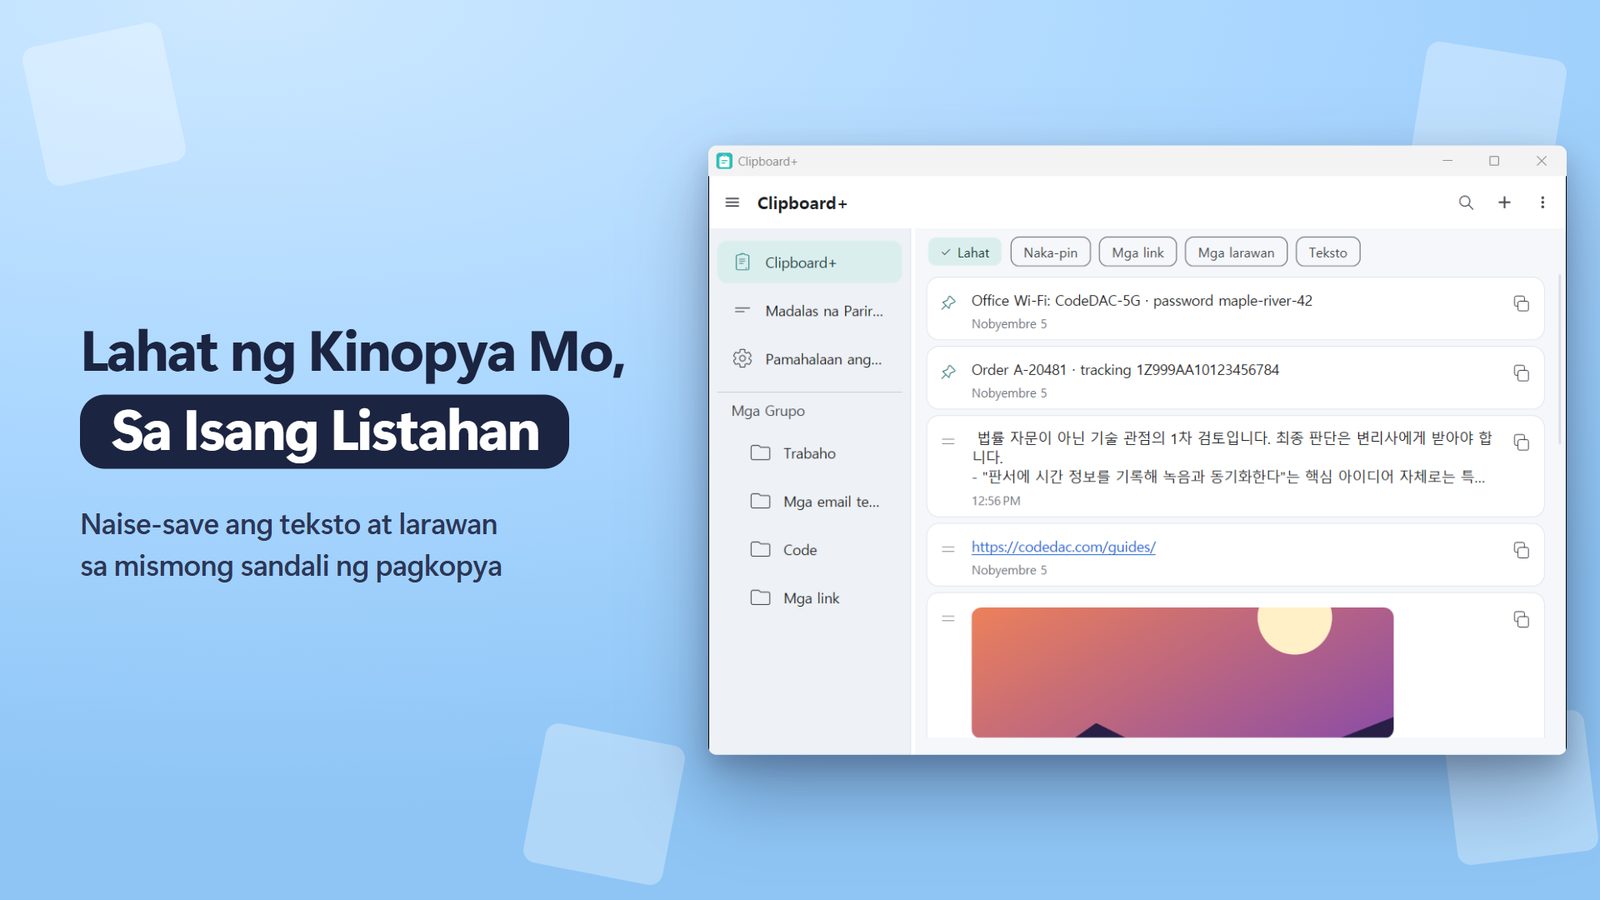 Lahat ng Kinopya Mo,
Sa Isang Listahan
Naise-save ang teksto at larawan
sa mismong sandali ng pagkopya
Clipboard+
Clipboard+
Clipboard+
Madalas na Parir...
Pamahalaan ang...
Mga Grupo
Trabaho
Mga email te...
Code
Mga link
Lahat
Naka-pin
Mga link
Mga larawan
Teksto
Office Wi-Fi: CodeDAC-5G · password maple-river-42
Nobyembre 5
Order A-20481 · tracking 1Z999AA10123456784
Nobyembre 5
법률 자문이 아닌 기술 관점의 1차 검토입니다. 최종 판단은 변리사에게 받아야 합
니다.
- "판서에 시간 정보를 기록해 녹음과 동기화한다"는 핵심 아이디어 자체로는 특...
12:56 PM
https://codedac.com/guides/
Nobyembre 5